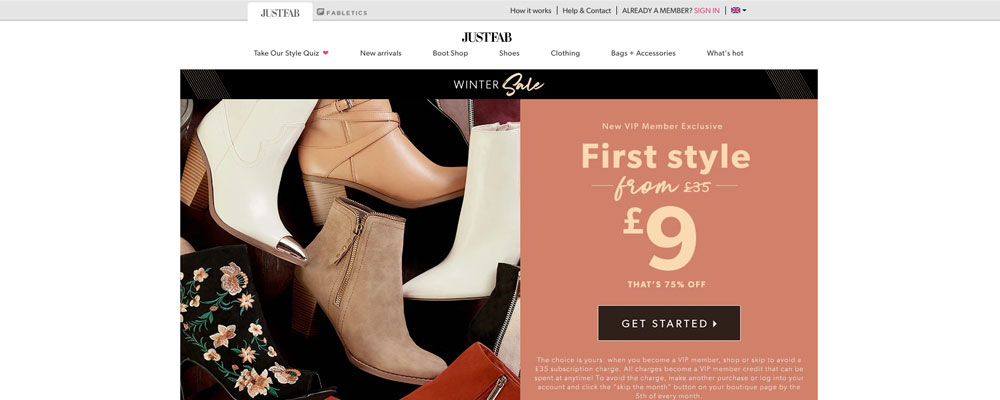 JUSTFAB FABLETICS How it works Help & Contact ALREADY A MEMBER? SIGN IN
JUSTFAB
Take Our Style Quiz New arrivals Boot Shop Shoes Clothing Bags + Accessories What's hot
WINTER Sale
New VIP Member Exclusive
First style
from £35
£9
THAT'S 75% OFF
GET STARTED
The choice is yours: when you become a VIP member, shop or skip to avoid a
£35 subscription charge. All charges become a VIP member credit that can be
spent at anytime! To avoid the charge, make another purchase or log into your
account and click the "skip the month" button on your boutique page by the
5th of every month.